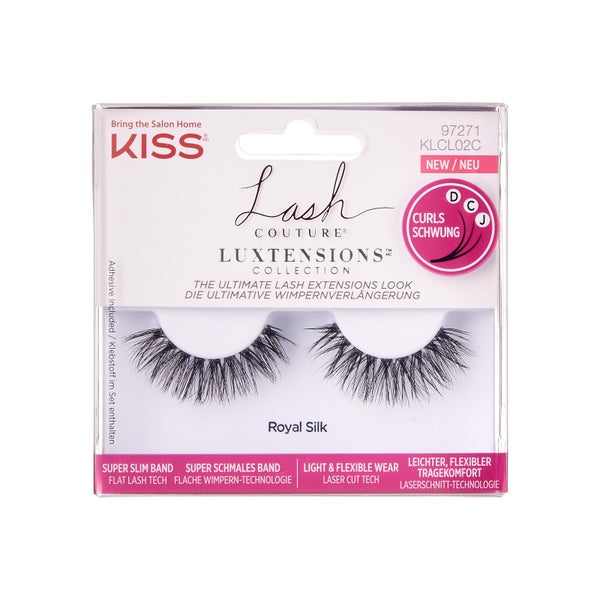 Bring the Salon Home
KISS®
97271
KLCL02C
NEW / NEU
Lash
COUTURE™
LUXTENSIONS™
COLLECTION
D
C
J
CURLS
SCHWUNG
THE ULTIMATE LASH EXTENSIONS LOOK
DIE ULTIMATIVE WIMPERNVERLÄNGERUNG
Adhesive Included / Klebstoff im Set enthalten
Royal Silk
SUPER SLIM BAND
FLAT LASH TECH
SUPER SCHMALES BAND
FLACHE WIMPERN-TECHNOLOGIE
LIGHT & FLEXIBLE WEAR
LASER CUT TECH
LEICHTER, FLEXIBLER
TRAGEKOMFORT
LASERSCHNITT-TECHNOLOGIE